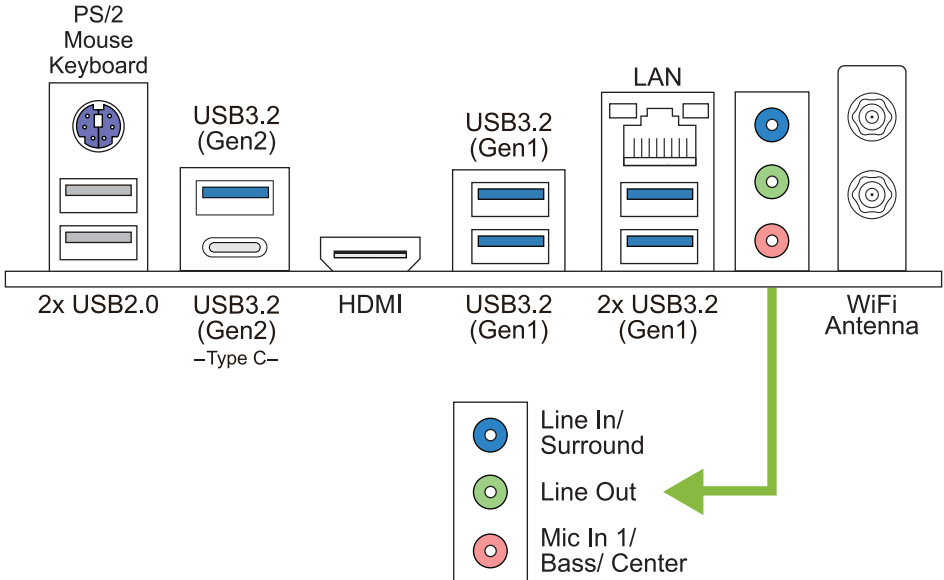 PS/2
Mouse
Keyboard
USB3.2
(Gen2)
USB3.2
(Gen1)
LAN
2x USB2.0
USB3.2
(Gen2)
–Type C–
HDMI
USB3.2
(Gen1)
2x USB3.2
(Gen1)
WiFi
Antenna
Line In/
Surround
Line Out
Mic In 1/
Bass/ Center